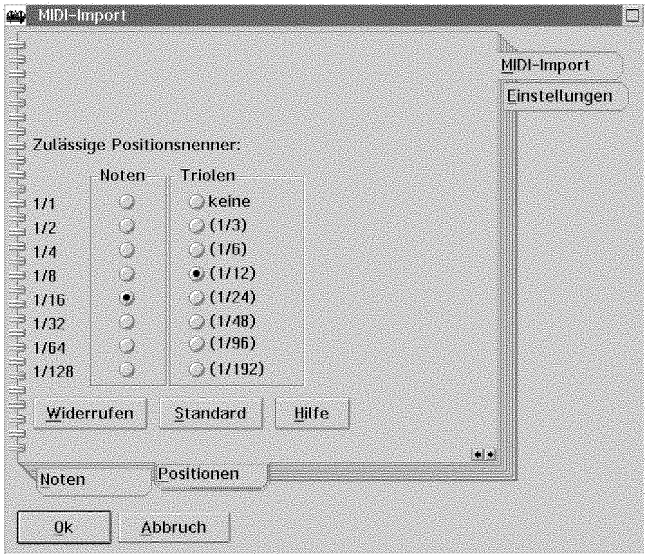 MIDI-Import
MIDI-Import
Einstellungen
Zulässige Positionsnenner:
Noten Triolen
1/1 keine
1/2 (1/3)
1/4 (1/6)
1/8 (1/12)
1/16 (1/24)
1/32 (1/48)
1/64 (1/96)
1/128 (1/192)
Widerrufen Standard Hilfe
Noten Positionen
Ok Abbruch